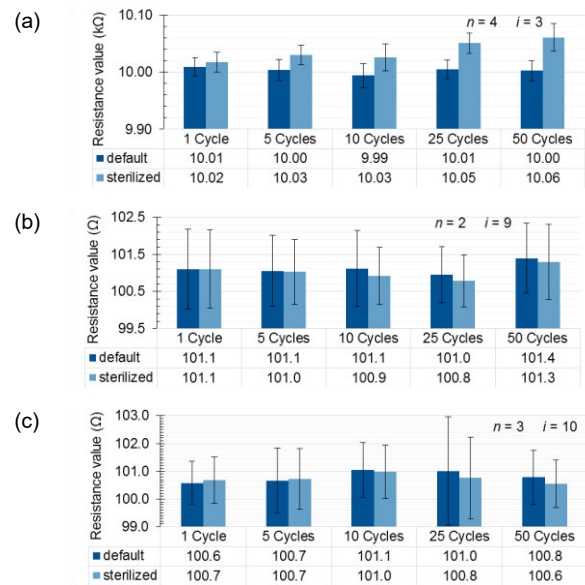 (a)
Resistance value (kΩ)
10.10
10.00
9.90
n = 4 i = 3
1 Cycle 5 Cycles 10 Cycles 25 Cycles 50 Cycles
default 10.01 10.00 9.99 10.01 10.00
sterilized 10.02 10.03 10.03 10.05 10.06
(b)
Resistance value (Ω)
102.5
101.5
100.5
99.5
n = 2 i = 9
1 Cycle 5 Cycles 10 Cycles 25 Cycles 50 Cycles
default 101.1 101.1 101.1 101.0 101.4
sterilized 101.1 101.0 100.9 100.8 101.3
(c)
Resistance value (Ω)
103.0
102.0
101.0
100.0
99.0
n = 3 i = 10
1 Cycle 5 Cycles 10 Cycles 25 Cycles 50 Cycles
default 100.6 100.7 101.1 101.0 100.8
sterilized 100.7 100.7 101.0 100.8 100.6